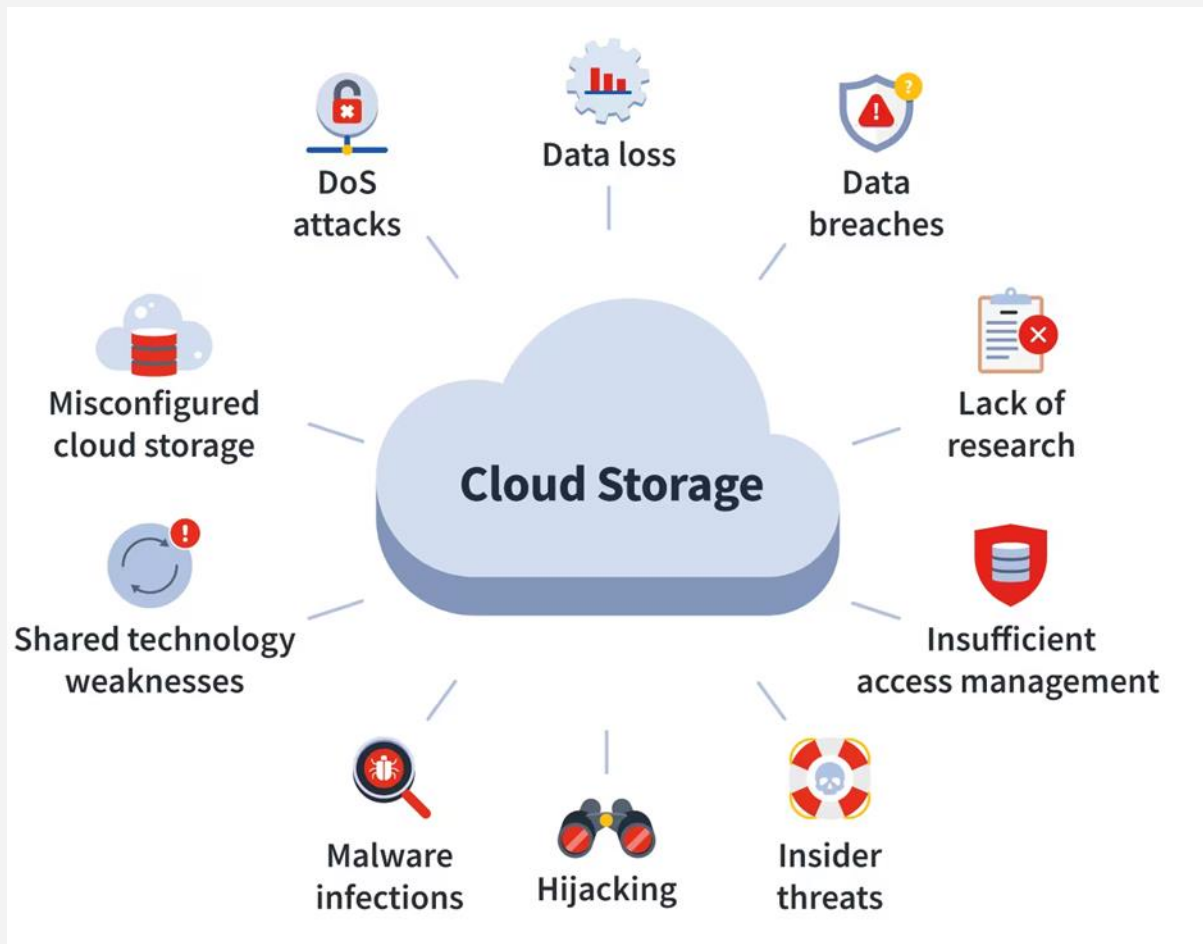 Data loss
DoS
attacks
Data
breaches
?
!
Misconfigured
cloud storage
Lack of
research
Cloud Storage
!
Shared technology
weaknesses
Insufficient
access management
Malware
infections
Hijacking
Insider
threats